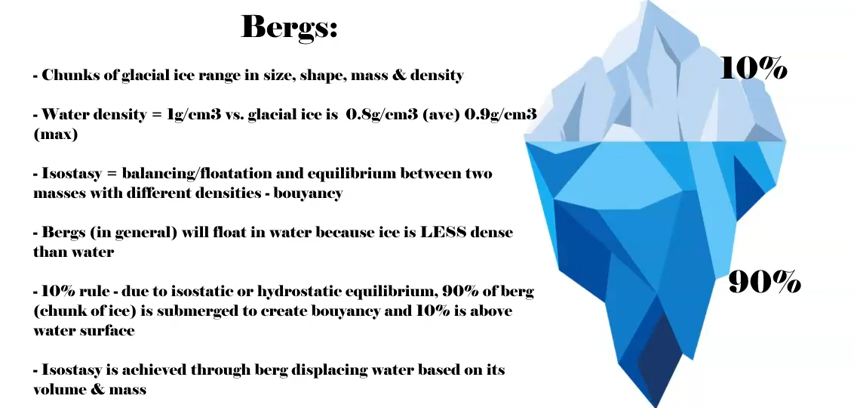 Bergs:
- Chunks of glacial ice range in size, shape, mass & density
- Water density = 1g/cm3 vs. glacial ice is 0.8g/cm3 (ave) 0.9g/cm3
(max)
- Isostasy = balancing/floatation and equilibrium between two
masses with different densities - bouyancy
- Bergs (in general) will float in water because ice is LESS dense
than water
- 10% rule - due to isostatic or hydrostatic equilibrium, 90% of berg
(chunk of ice) is submerged to create bouyancy and 10% is above
water surface
- Isostasy is achieved through berg displacing water based on its
volume & mass
10%
90%